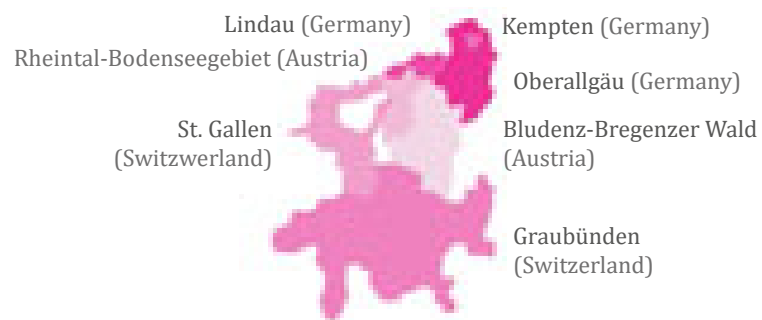 Lindau (Germany)
Kempten (Germany)
Rheintal-Bodenseegebiet (Austria)
Oberallgäu (Germany)
St. Gallen
(Switzwerland)
Bludenz-Bregenzer Wald
(Austria)
Graubünden
(Switzerland)